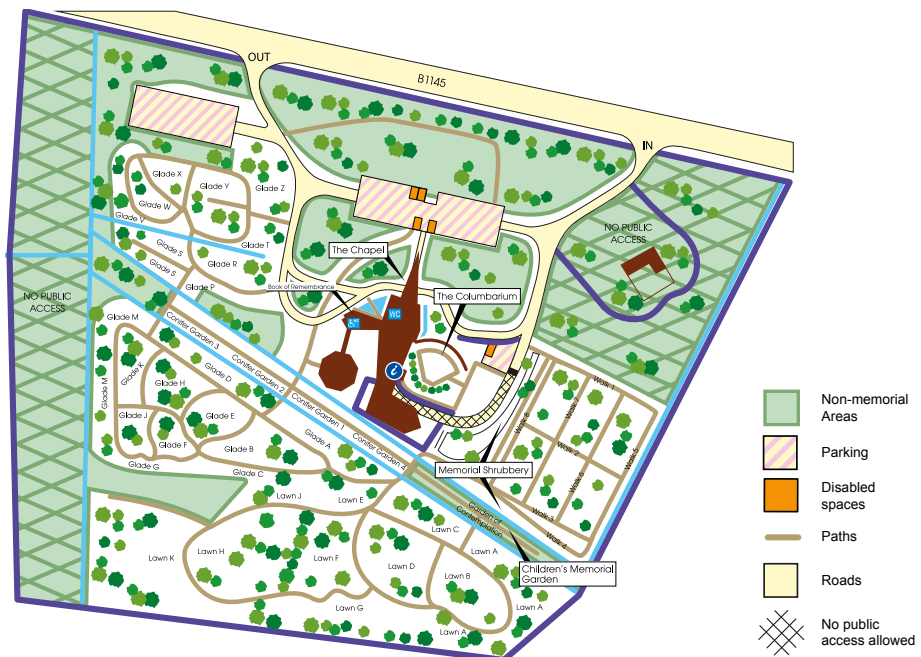 OUT
B1145
IN
Glade X
Glade Y
Glade Z
Glade W
Glade V
Glade T
Glade S
Glade S
Glade R
Glade P
NO PUBLIC
ACCESS
The Chapel
Book of Remembrance
WC
The Columbarium
i
NO PUBLIC
ACCESS
Glade M
Glade K
Glade M
Glade H
Glade D
Glade J
Glade E
Glade F
Glade B
Glade G
Glade C
Glade A
Conifer Garden 3
Conifer Garden 2
Conifer Garden 1
Conifer Garden 4
Walk 1
Walk 7
Walk 8
Walk 2
Walk 5
Walk 6
Walk 3
Walk 4
Memorial Shrubbery
Garden of
Contemplation
Children's Memorial
Garden
Lawn J
Lawn E
Lawn C
Lawn A
Lawn K
Lawn H
Lawn F
Lawn D
Lawn B
Lawn G
Lawn A
Lawn A
Non-memorial
Areas
Parking
Disabled
spaces
Paths
Roads
No public
access allowed